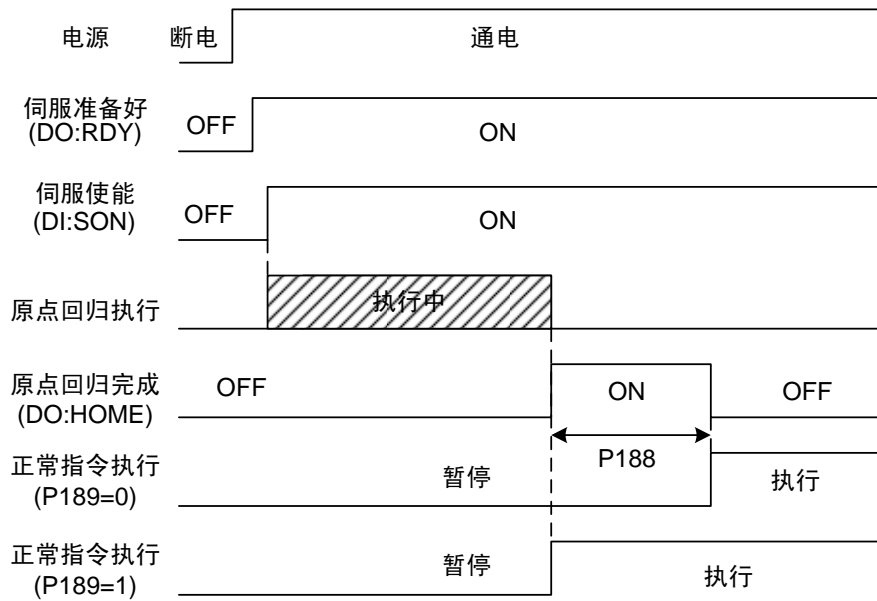 电源 断电 通电
伺服准备好
(DO:RDY) OFF ON
伺服使能
(DI:SON) OFF ON
原点回归执行 执行中
原点回归完成
(DO:HOME) OFF ON OFF
P188
正常指令执行
(P189=0) 暂停 执行
正常指令执行
(P189=1) 暂停 执行